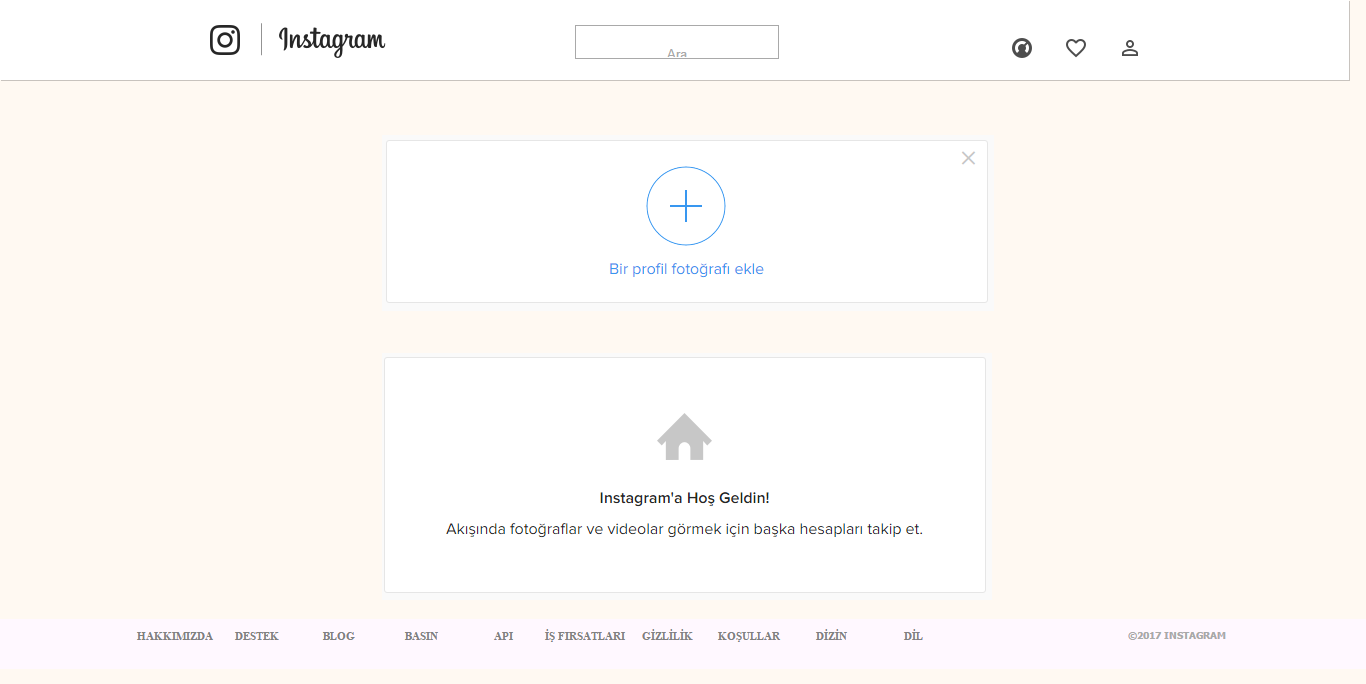 Instagram
Ara
Bir profil fotoğrafı ekle
Instagram'a Hoş Geldin!
Akışında fotoğraflar ve videolar görmek için başka hesapları takip et.
HAKKIMIZDA DESTEK BLOG BASIN API İŞ FIRSATLARI GİZLİLİK KOŞULLAR DİZİN DİL ©2017 INSTAGRAM